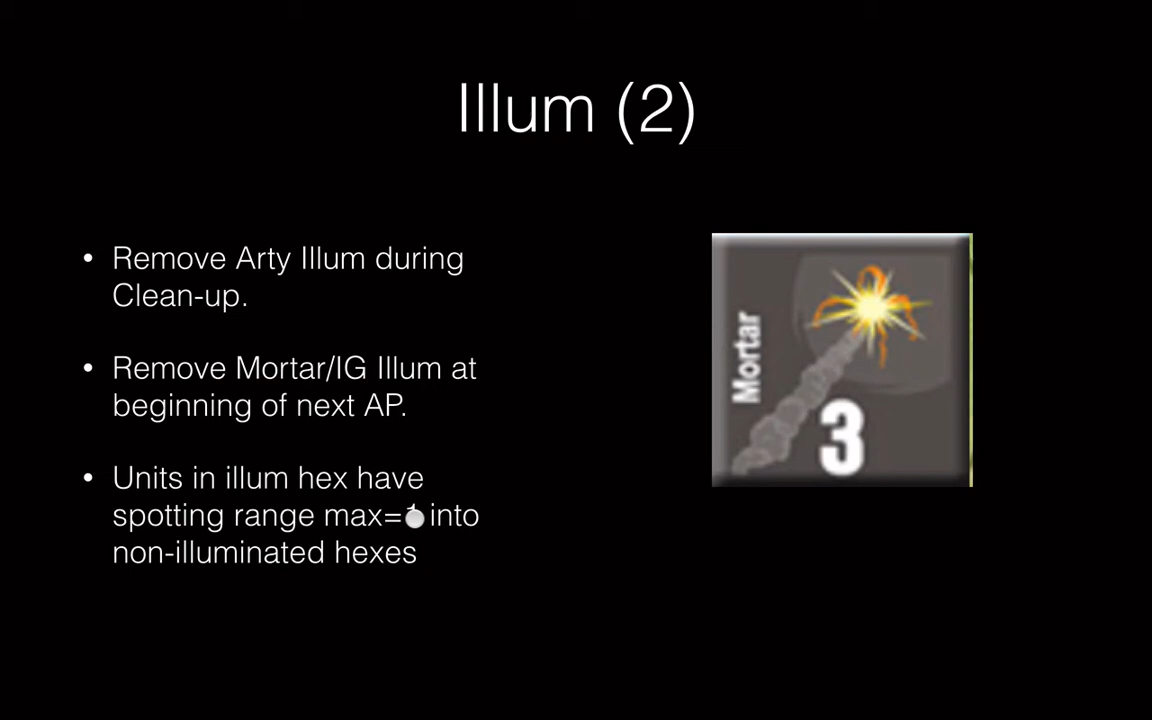 Illum (2)
• Remove Arty Illum during
Clean-up.
• Remove Mortar/IG Illum at
beginning of next AP.
• Units in illum hex have
spotting range max= into
non-illuminated hexes
Mortar
3